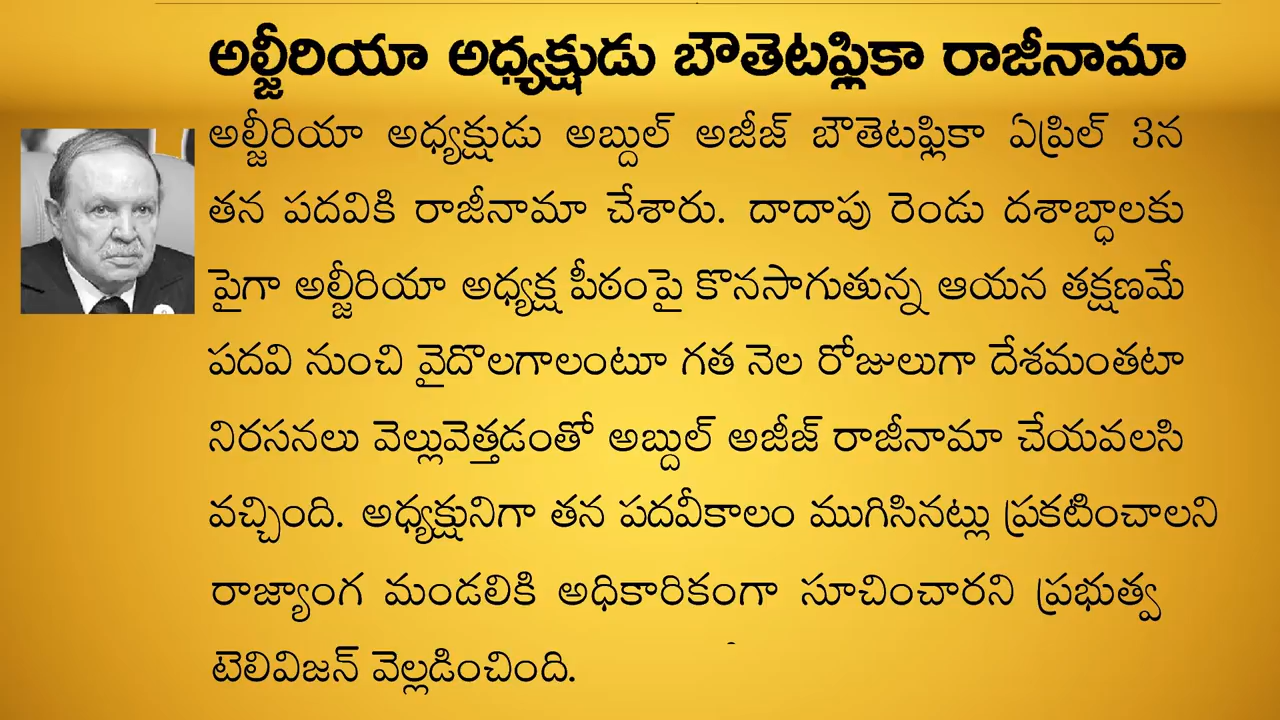 అల్జీరియా అధ్యక్షుడు బౌతెటఫ్లికా రాజీనామా
అల్జీరియా అధ్యక్షుడు అబ్దుల్ అజీజ్ బౌతెటఫ్లికా ఏప్రిల్ 3న
తన పదవికి రాజీనామా చేశారు. దాదాపు రెండు దశాబ్ధాలకు
పైగా అల్జీరియా అధ్యక్ష పీఠంపై కొనసాగుతున్న ఆయన తక్షణమే
పదవి నుంచి వైదొలగాలంటూ గత నెల రోజులుగా దేశమంతటా
నిరసనలు వెల్లువెత్తడంతో అబ్దుల్ అజీజ్ రాజీనామా చేయవలసి
వచ్చింది. అధ్యక్షునిగా తన పదవీకాలం ముగిసినట్లు ప్రకటించాలని
రాజ్యాంగ మండలికి అధికారికంగా సూచించారని ప్రభుత్వ
టెలివిజన్ వెల్లడించింది.